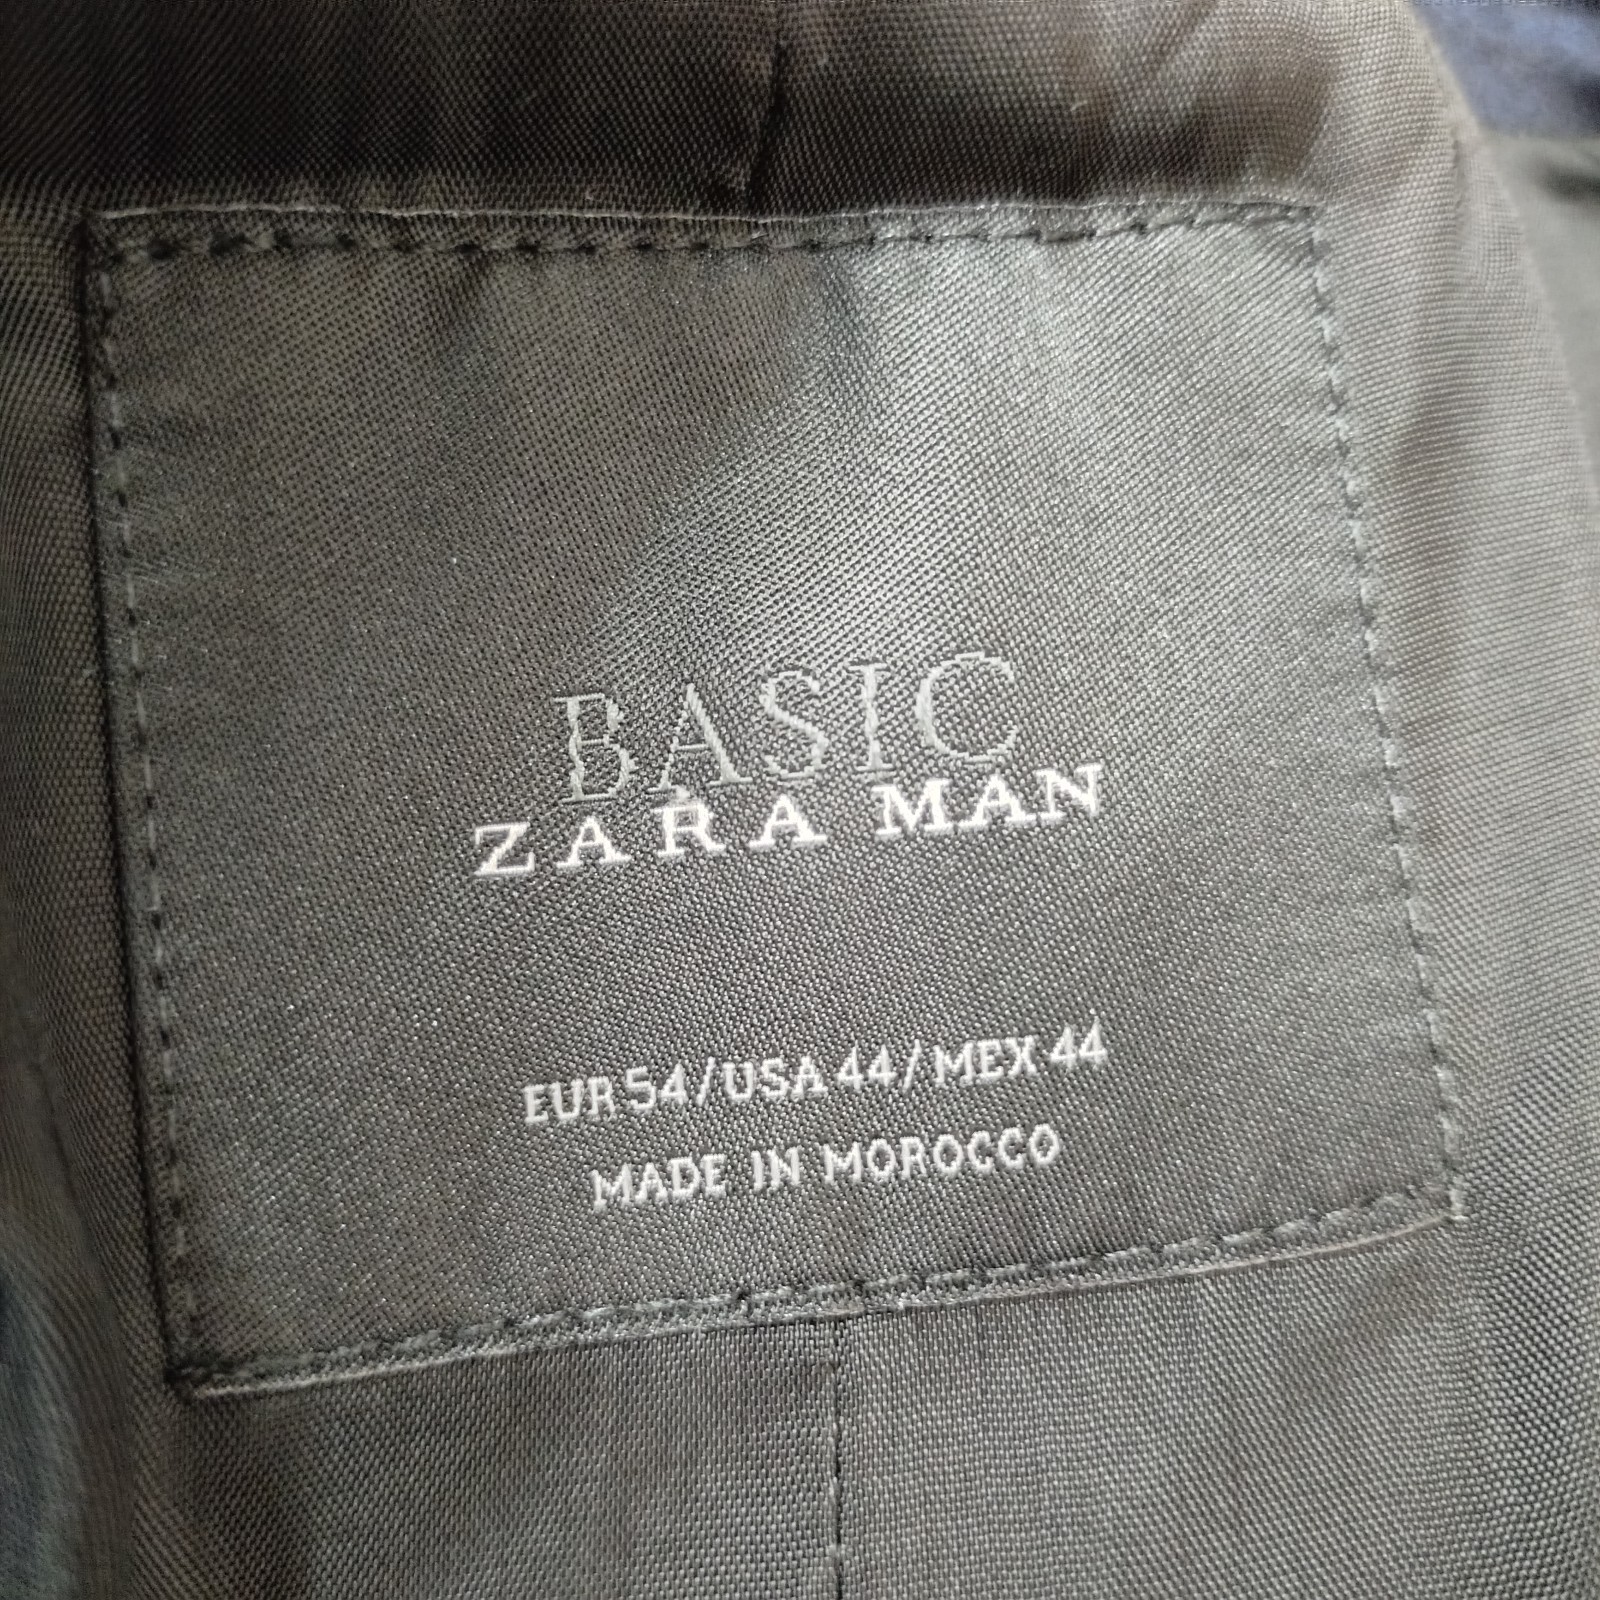 BASIC
ZARA MAN
EUR 54/USA 44/MEX 44
MADE IN MOROCCO